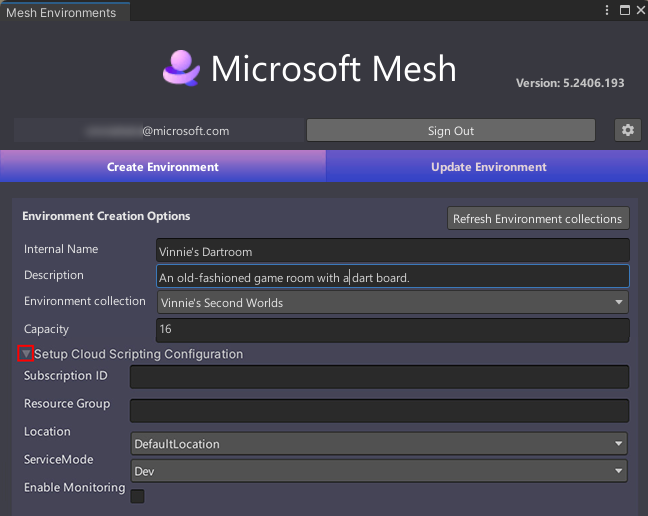 Mesh Environments
Microsoft Mesh
Version: 5.2406.193
@microsoft.com
Sign Out
Create Environment
Update Environment
Environment Creation Options
Refresh Environment collections
Internal Name
Vinnie's Dartroom
Description
An old-fashioned game room with a dart board.
Environment collection
Vinnie's Second Worlds
Capacity
16
Setup Cloud Scripting Configuration
Subscription ID
Resource Group
Location
DefaultLocation
ServiceMode
Dev
Enable Monitoring